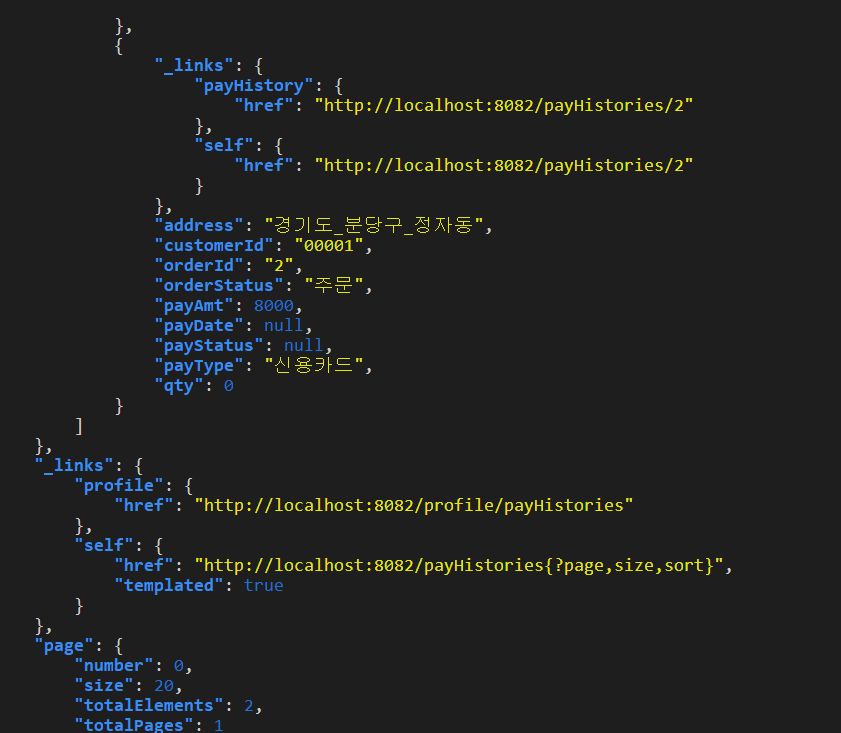 },
{
"_links": {
"payHistory": {
"href": "http://localhost:8082/payHistories/2"
},
"self": {
"href": "http://localhost:8082/payHistories/2"
}
},
"address": "경기도_분당구_정자동",
"customerId": "00001",
"orderId": "2",
"orderStatus": "주문",
"payAmt": 8000,
"payDate": null,
"payStatus": null,
"payType": "신용카드",
"qty": 0
}
]
},
"_links": {
"profile": {
"href": "http://localhost:8082/profile/payHistories"
},
"self": {
"href": "http://localhost:8082/payHistories{?page,size,sort}",
"templated": true
}
},
"page": {
"number": 0,
"size": 20,
"totalElements": 2,
"totalPages": 1